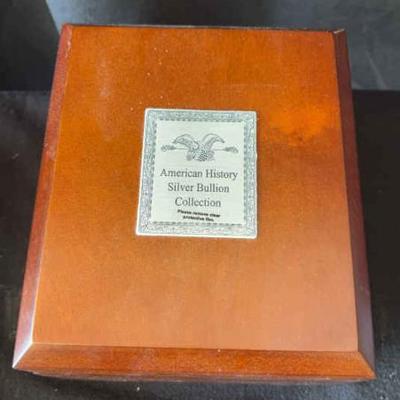 American History
Silver Bullion
Collection
Please remove clear
protective film.